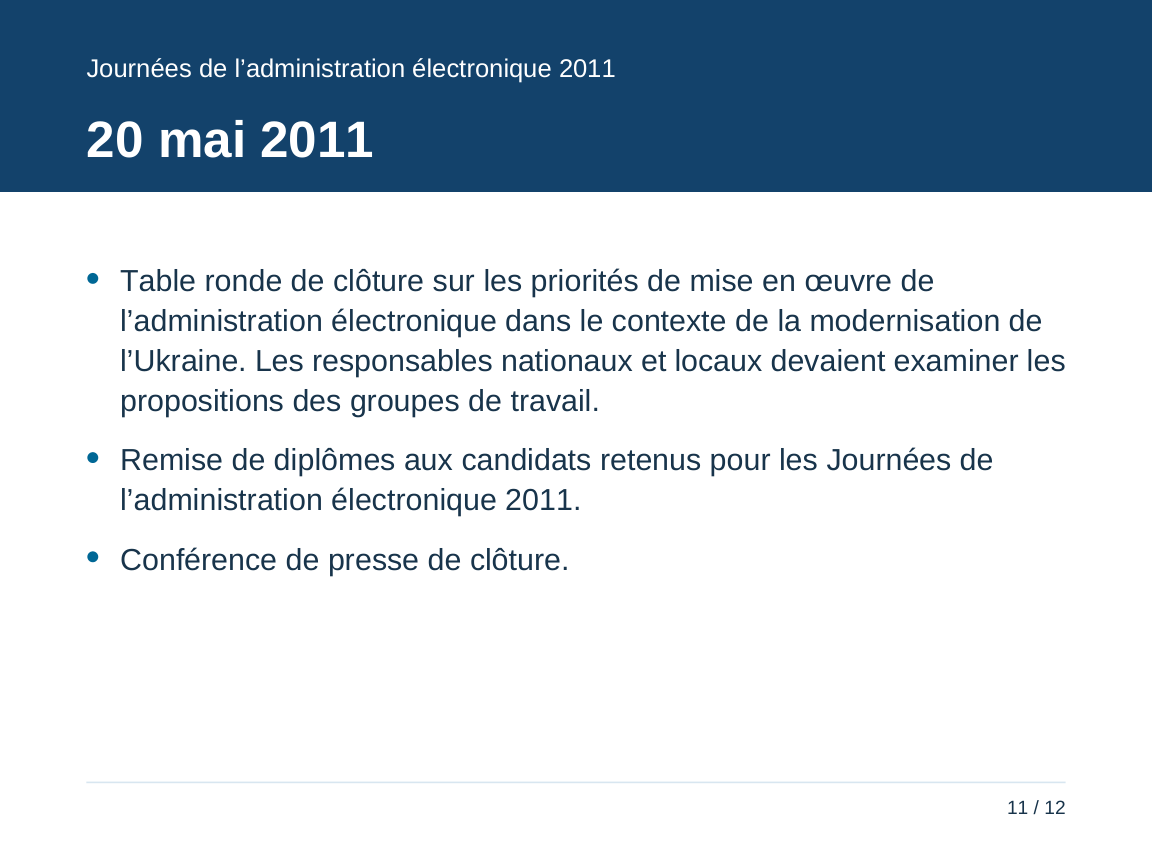 Journées de l’administration électronique 2011
20 mai 2011
• Table ronde de clôture sur les priorités de mise en œuvre de
l’administration électronique dans le contexte de la modernisation de
l’Ukraine. Les responsables nationaux et locaux devaient examiner les
propositions des groupes de travail.
• Remise de diplômes aux candidats retenus pour les Journées de
l’administration électronique 2011.
• Conférence de presse de clôture.
11 / 12